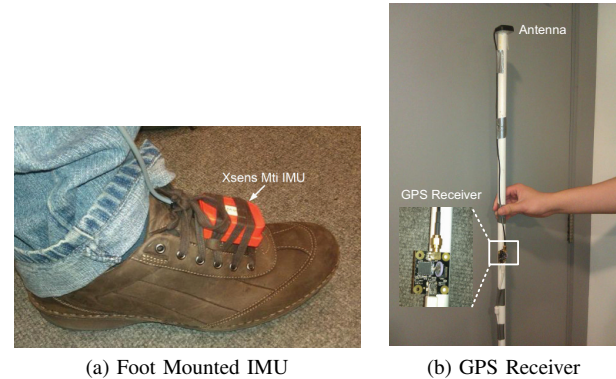 Xsens Mti IMU
Antenna
GPS Receiver
(a) Foot Mounted IMU
(b) GPS Receiver